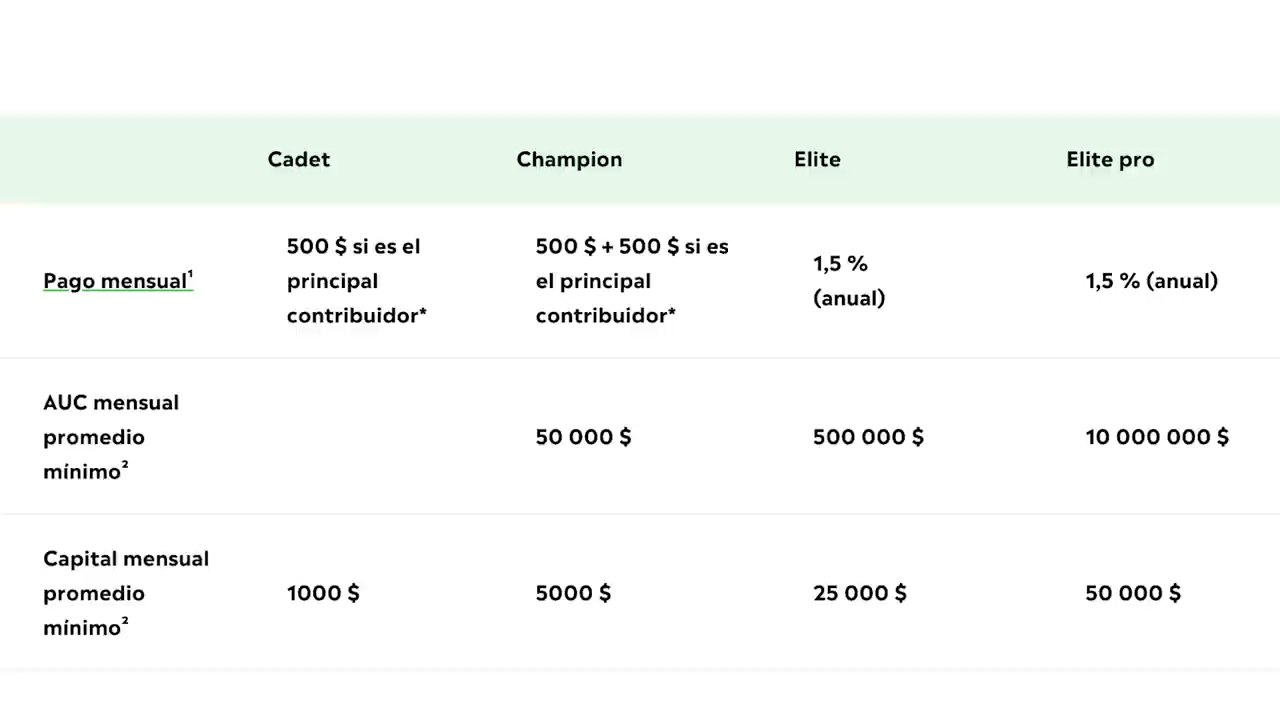 Cadet Champion Elite Elite pro
Pago mensual¹
500 $ si es el
principal
contribuidor*
500 $ + 500 $ si es
el principal
contribuidor*
1,5 %
(anual)
1,5 % (anual)
AUC mensual
promedio
mínimo²
50 000 $
500 000 $
10 000 000 $
Capital mensual
promedio
mínimo²
1000 $
5000 $
25 000 $
50 000 $